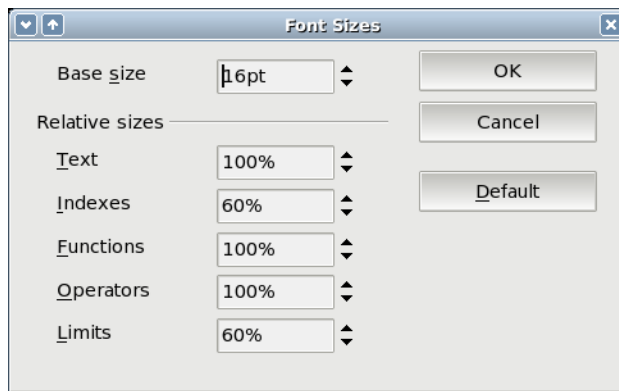 Font Sizes
Base size 16pt OK
Relative sizes Cancel
Text 100%
Indexes 60% Default
Functions 100%
Operators 100%
Limits 60%